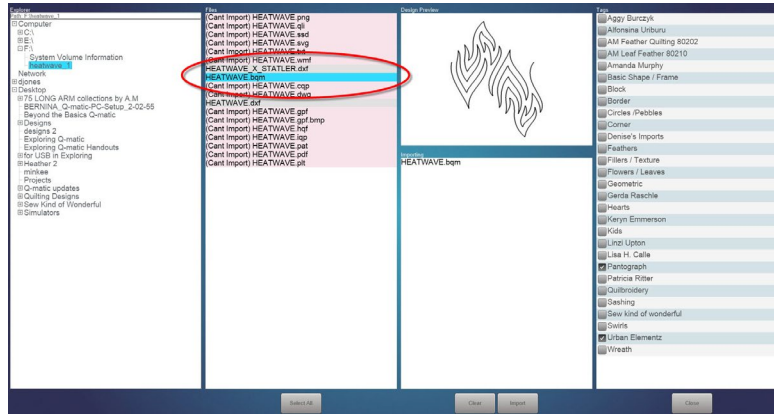 Explorer
Path: F:\heatwave_1
Computer
C:\
E:\
F:\
System Volume Information
heatwave_1
Network
djones
Desktop
75 LONG ARM collections by A.M
BERNINA_Q-matic-PC-Setup_2-02-55
Beyond the Basics Q-matic
Designs
designs 2
Exploring Q-matic
Exploring Q-matic Handouts
for USB in Exploring
Heather 2
minkee
Projects
Q-matic updates
Quilting Designs
Sew Kind of Wonderful
Simulators
Files
(Cant Import) HEATWAVE.png
(Cant Import) HEATWAVE.qli
(Cant Import) HEATWAVE.ssd
(Cant Import) HEATWAVE.svg
(Cant Import) HEATWAVE.txt
(Cant Import) HEATWAVE.wmf
HEATWAVE_X_STATLER.dxf
HEATWAVE.bqm
(Cant Import) HEATWAVE.cqp
(Cant Import) HEATWAVE.dwg
HEATWAVE.dxf
(Cant Import) HEATWAVE.gpf
(Cant Import) HEATWAVE.gpf.bmp
(Cant Import) HEATWAVE.hqf
(Cant Import) HEATWAVE.iqp
(Cant Import) HEATWAVE.pat
(Cant Import) HEATWAVE.pdf
(Cant Import) HEATWAVE.plt
Select All
Design Preview
Importing
HEATWAVE.bqm
Clear
Import
Tags
Aggy Burczyk
Alfonsina Uriburu
AM Feather Quilting 80202
AM Leaf Feather 80210
Amanda Murphy
Basic Shape / Frame
Block
Border
Circles /Pebbles
Corner
Denise's Imports
Feathers
Fillers / Texture
Flowers / Leaves
Geometric
Gerda Raschle
Hearts
Keryn Emmerson
Kids
Linzi Upton
Lisa H. Calle
Pantograph
Patricia Ritter
Quilbroidery
Sashing
Sew kind of wonderful
Swirls
Urban Elementz
Wreath
Close